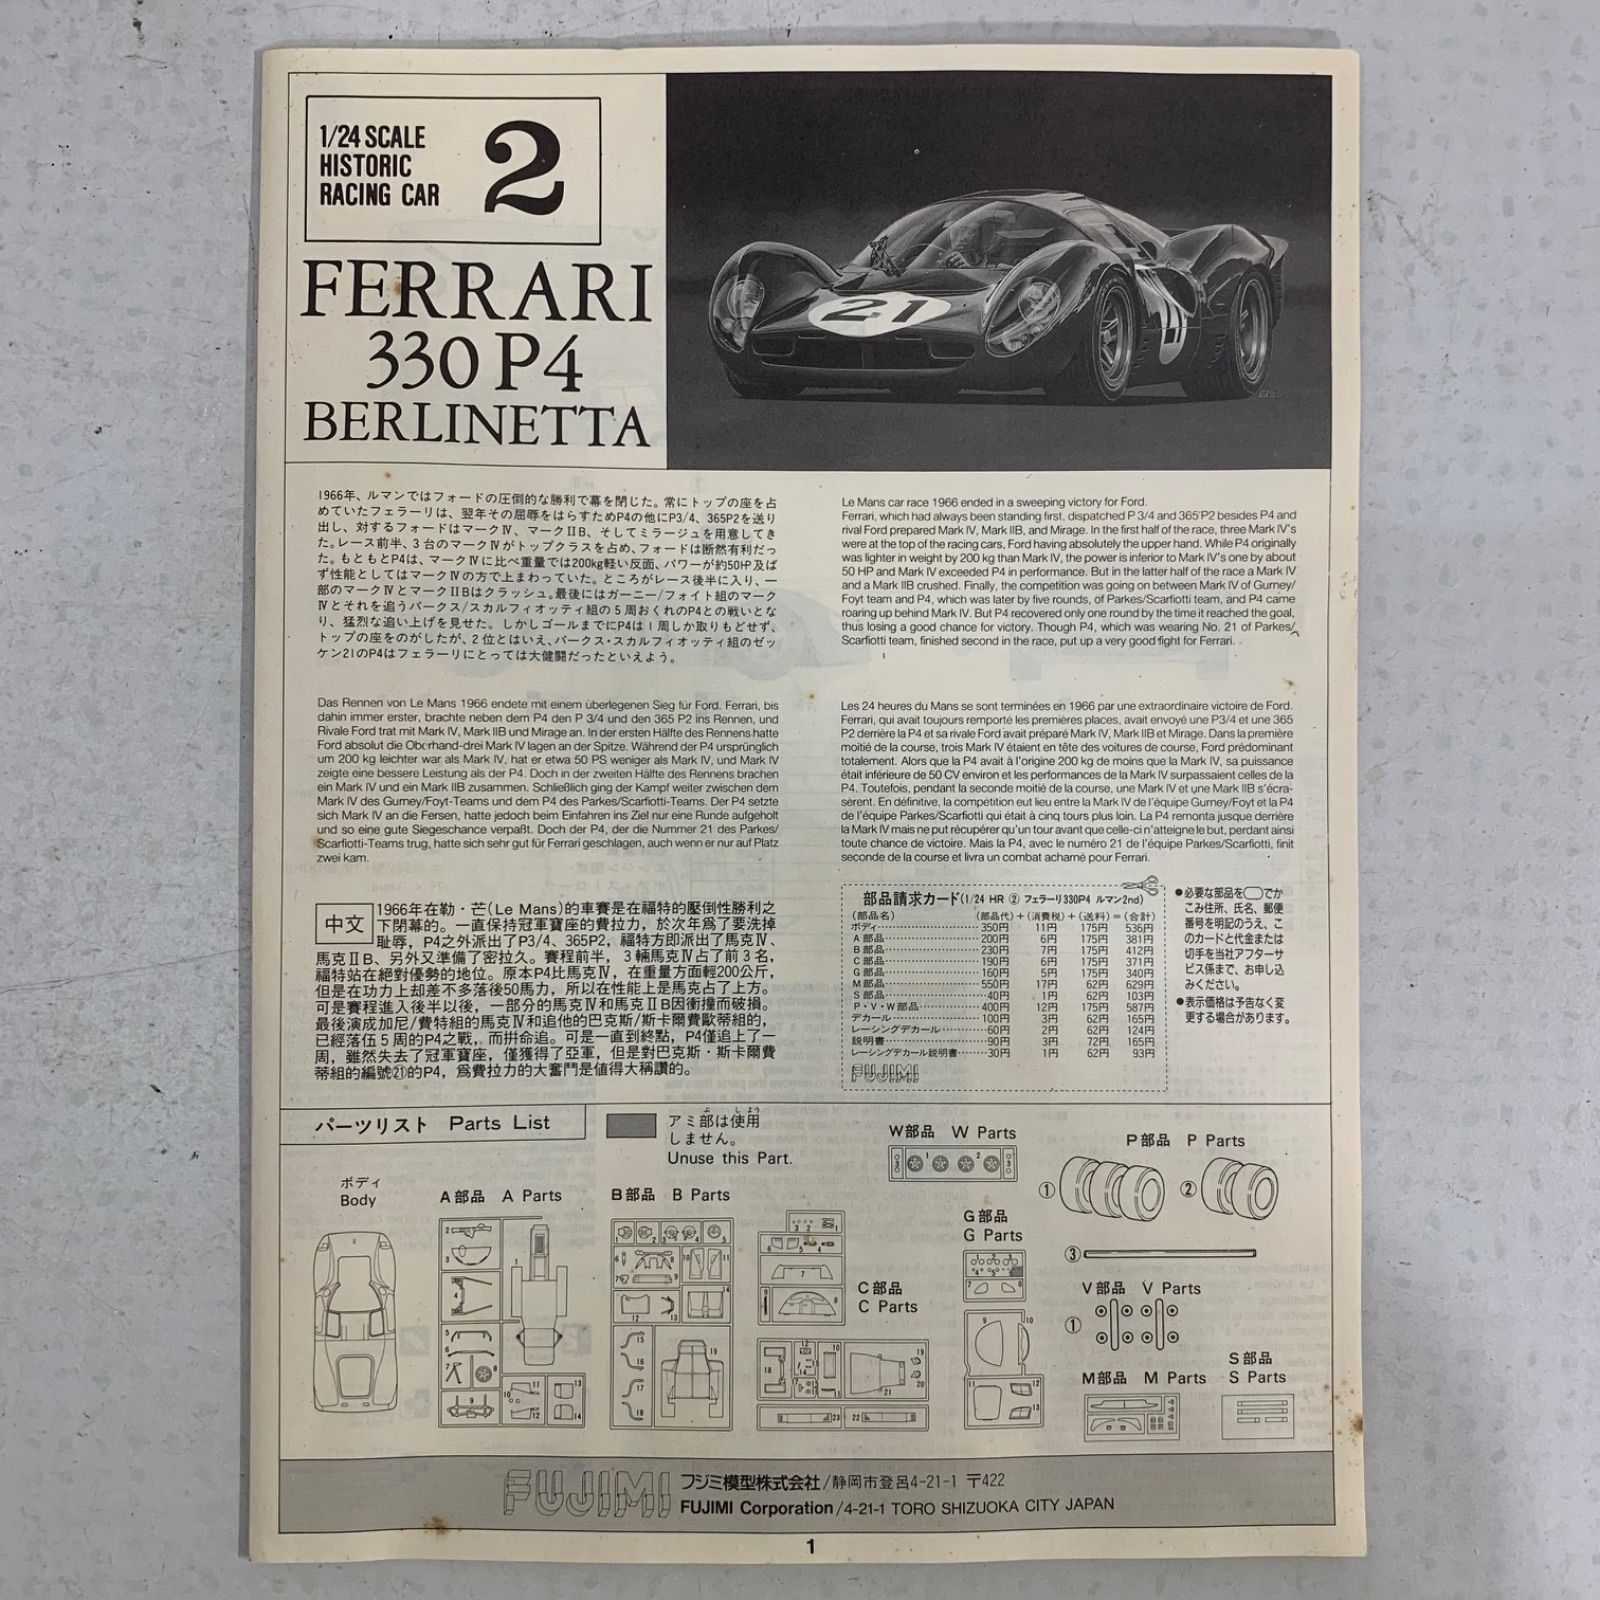 1/24 SCALE
HISTORIC
RACING CAR
2
FERRARI
330 P4
BERLINETTA
21
1966年、ルマンではフォードの圧倒的な勝利で幕を閉じた。常にトップの座を占
めていたフェラーリは、翌年その屈辱をはらすためP4の他にP3/4、365P2を送り
出し、対するフォードはマークⅣ、マークⅡB、そしてミラージュを用意してき
た。レース前半、3台のマークⅣがトップクラスを占め、フォードは断然有利だっ
た。もともとP4は、マークⅣに比べ重量では200kg軽い反面、パワーが約50HP及ば
ず性能としてはマークⅣの方で上まわっていた。ところがレース後半に入り、一
部のマークⅣとマークⅡBはクラッシュ。最後にはガーニー/フォイト組のマーク
Ⅳとそれを追うパークス/スカルフィオッティ組の5周おくれのP4との戦いとな
り、猛烈な追い上げを見せた。しかしゴールまでにP4は1周しか取りもどせず、
トップの座をのがしたが、2位とはいえ、パークス・スカルフィオッティ組のゼッ
ケン21のP4はフェラーリにとっては大健闘だったといえよう。
Le Mans car race 1966 ended in a sweeping victory for Ford.
Ferrari, which had always been standing first, dispatched P 3/4 and 365 P2 besides P4 and
rival Ford prepared Mark IV, Mark IIB, and Mirage. In the first half of the race, three Mark IV's
were at the top of the racing cars, Ford having absolutely the upper hand. While P4 originally
was lighter in weight by 200 kg than Mark IV, the power is inferior to Mark IV's one by about
50 HP and Mark IV exceeded P4 in performance. But in the latter half of the race a Mark IV
and a Mark IIB crushed. Finally, the competition was going on between Mark IV of Gurney/
Foyt team and P4, which was later by five rounds, of Parkes/Scarfiotti team, and P4 came
roaring up behind Mark IV. But P4 recovered only one round by the time it reached the goal,
thus losing a good chance for victory. Though P4, which was wearing No. 21 of Parkes/
Scarfiotti team, finished second in the race, put up a very good fight for Ferrari.
Das Rennen von Le Mans 1966 endete mit einem überlegenen Sieg für Ford. Ferrari, bis
dahin immer erster, brachte neben dem P4 den P 3/4 und den 365 P2 ins Rennen, und
Rivale Ford trat mit Mark IV, Mark IIB und Mirage an. In der ersten Hälfte des Rennens hatte
Ford absolut die Oberhand-drei Mark IV lagen an der Spitze. Während der P4 ursprünglich
um 200 kg leichter war als Mark IV, hat er etwa 50 PS weniger als Mark IV, und Mark IV
zeigte eine bessere Leistung als der P4. Doch in der zweiten Hälfte des Rennens brachen
ein Mark IV und ein Mark IIB zusammen. Schließlich ging der Kampf weiter zwischen dem
Mark IV des Gurney/Foyt-Teams und dem P4 des Parkes/Scarfiotti-Teams. Der P4 setzte
sich Mark IV an die Fersen, hatte jedoch beim Einfahren ins Ziel nur eine Runde aufgeholt
und so eine gute Siegeschance verpaßt. Doch der P4, der die Nummer 21 des Parkes/
Scarfiotti-Teams trug, hatte sich sehr gut für Ferrari geschlagen, auch wenn er nur auf Platz
zwei kam.
Les 24 heures du Mans se sont terminées en 1966 par une extraordinaire victoire de Ford.
Ferrari, qui avait toujours remporté les premières places, avait envoyé une P3/4 et une 365
P2 derrière la P4 et sa rivale Ford avait préparé Mark IV, Mark IIB et Mirage. Dans la première
moitié de la course, trois Mark IV étaient en tête des voitures de course, Ford prédominant
totalement. Alors que la P4 avait à l'origine 200 kg de moins que la Mark IV, sa puissance
était inférieure de 50 CV environ et les performances de la Mark IV surpassaient celles de la
P4. Toutefois, pendant la seconde moitié de la course, une Mark IV et une Mark IIB s'écra-
sèrent. En définitive, la compétition eut lieu entre la Mark IV de l'équipe Gurney/Foyt et la P4
de l'équipe Parkes/Scarfiotti qui était à cinq tours plus loin. La P4 remonta jusque derrière
la Mark IV mais ne put récupérer qu'un tour avant que celle-ci n'atteigne le but, perdant ainsi
toute chance de victoire. Mais la P4, avec le numéro 21 de l'équipe Parkes/Scarfiotti, finit
seconde de la course et livra un combat acharné pour Ferrari.
中文
1966年在勒・芒(Le Mans)的車賽是在福特的壓倒性勝利之
下閉幕的。一直保持冠軍寶座的費拉力，於次年爲了要洗掉
恥辱，P4之外派出了P3/4、365P2，福特方即派出了馬克Ⅳ、
馬克ⅡB、另外又準備了密拉久。賽程前半，3輛馬克Ⅳ占了前3名，
福特站在絕對優勢的地位。原本P4比馬克Ⅳ，在重量方面輕200公斤，
但是在功力上却差不多落後50馬力，所以在性能上是馬克占了上方。
可是賽程進入後半以後，一部分的馬克Ⅳ和馬克ⅡB因衝撞而破損。
最後演成加尼/費特組的馬克Ⅳ和追他的巴克斯/斯卡爾費歐蒂組的，
已經落伍5周的P4之戰，而拚命追。可是一直到終點，P4僅追上了一
周，雖然失去了冠軍寶座，僅獲得了亞軍，但是對巴克斯・斯卡爾費
蒂組的編號㉑的P4，爲費拉力的大奮鬥是值得大稱讚的。
部品請求カード(1/24 HR ② フェラーリ330P4 ルマン2nd)
(部品名) (部品代)+(消費税)+(送料)=(合計)
ボディ 350円 11円 175円 536円
A部品 200円 6円 175円 381円
B部品 230円 7円 175円 412円
C部品 190円 6円 175円 371円
G部品 160円 5円 175円 340円
M部品 550円 17円 62円 629円
S部品 40円 1円 62円 103円
P・V・W部品 400円 12円 175円 587円
デカール 100円 3円 62円 165円
レーシングデカール 60円 2円 62円 124円
説明書 90円 3円 72円 165円
レーシングデカール説明書 30円 1円 62円 93円
FUJIMI
●必要な部品を◯でか
こみ住所、氏名、郵便
番号を明記のうえ、こ
のカードと代金または
切手を当社アフターサ
ビス係まで、お申し込
みください。
●表示価格は予告なく変
更する場合があります。
パーツリスト Parts List
アミ部は使用
しません。
Unuse this Part.
ボディ
Body
A部品 A Parts
B部品 B Parts
C部品
C Parts
W部品 W Parts
G部品
G Parts
P部品 P Parts
① ②
③
V部品 V Parts
①
M部品 M Parts
S部品
S Parts
FUJIMI
フジミ模型株式会社/静岡市登呂4-21-1 〒422
FUJIMI Corporation/4-21-1 TORO SHIZUOKA CITY JAPAN
1